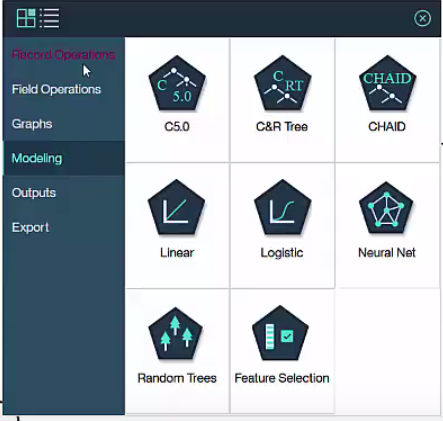 Record Operations
Field Operations
Graphs
Modeling
Outputs
Export
C 5.0
C5.0
C RT
C&R Tree
CHAID
CHAID
Linear
Logistic
Neural Net
Random Trees
Feature Selection